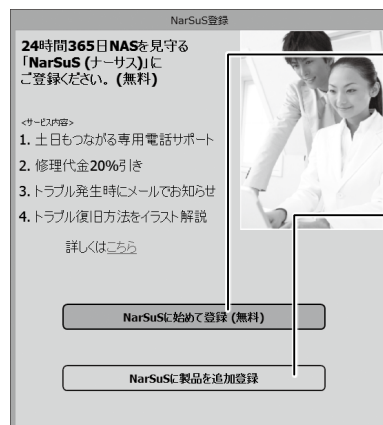 NarSuS登録
24時間365日NASを見守る
「NarSuS (ナーサス)」に
ご登録ください。(無料)
<サービス内容>
1. 土日もつながる専用電話サポート
2. 修理代金20%引き
3. トラブル発生時にメールでお知らせ
4. トラブル復旧方法をイラスト解説
詳しくはこちら
NarSuSに始めて登録 (無料)
NarSuSに製品を追加登録